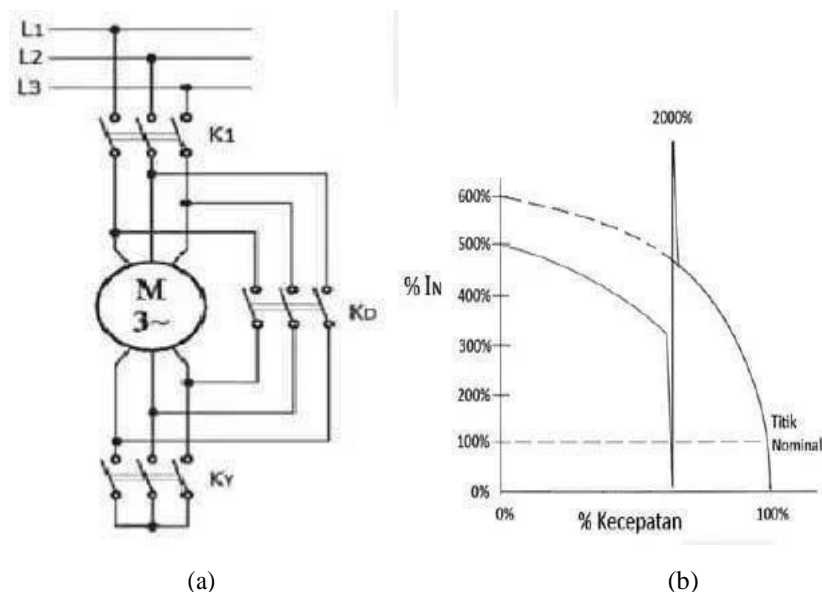 L1
L2
L3
K1
M
3~
KD
KY
(a)
2000%
600%
500%
% IN
400%
300%
200%
100%
0%
Titik
Nominal
0%
% Kecepatan
100%
(b)